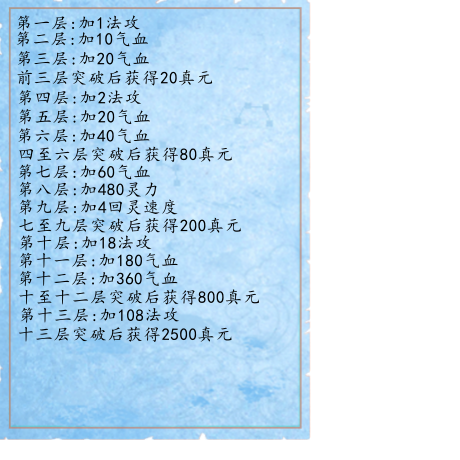 第一层:加1法攻
第二层:加10气血
第三层:加20气血
前三层突破后获得20真元
第四层:加2法攻
第五层:加20气血
第六层:加40气血
四至六层突破后获得80真元
第七层:加60气血
第八层:加480灵力
第九层:加4回灵速度
七至九层突破后获得200真元
第十层:加18法攻
第十一层:加180气血
第十二层:加360气血
十至十二层突破后获得800真元
第十三层:加108法攻
十三层突破后获得2500真元